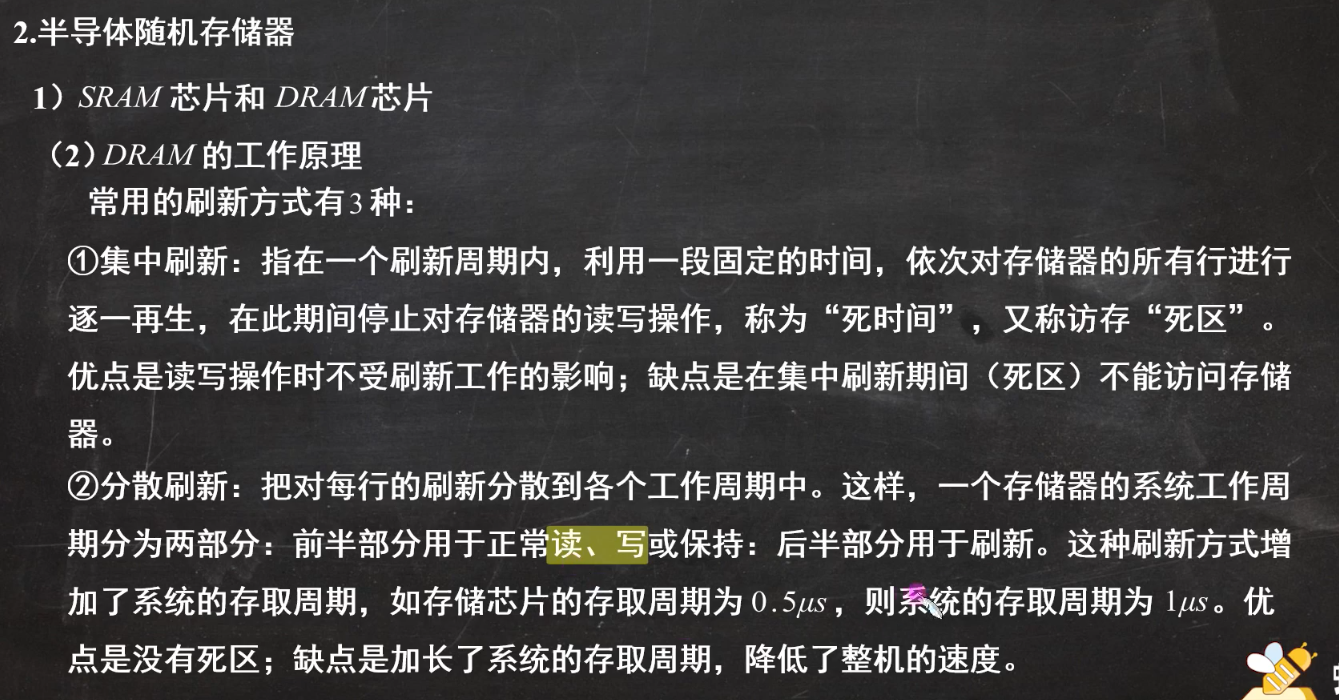 2.半导体随机存储器
1）SRAM 芯片和 DRAM芯片
（2）DRAM 的工作原理
常用的刷新方式有3种：
①集中刷新：指在一个刷新周期内，利用一段固定的时间，依次对存储器的所有行进行
逐一再生，在此期间停止对存储器的读写操作，称为“死时间”，又称访存“死区”。
优点是读写操作时不受刷新工作的影响；缺点是在集中刷新期间（死区）不能访问存储
器。
②分散刷新：把对每行的刷新分散到各个工作周期中。这样，一个存储器的系统工作周
期分为两部分：前半部分用于正常读、写或保持：后半部分用于刷新。这种刷新方式增
加了系统的存取周期，如存储芯片的存取周期为 0.5μs，则系统的存取周期为 1μs。优
点是没有死区；缺点是加长了系统的存取周期，降低了整机的速度。